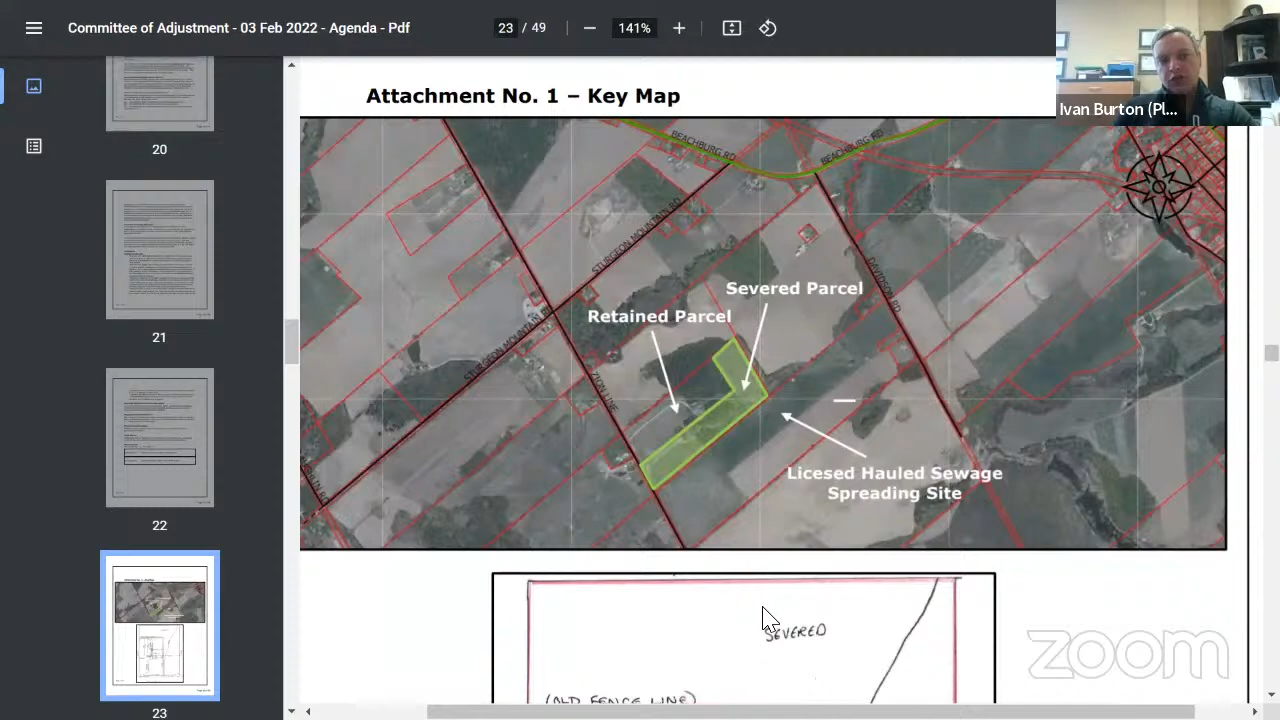 Committee of Adjustment - 03 Feb 2022 - Agenda - Pdf
23 / 49
141%
Ivan Burton (Pl...
20
21
22
23
Attachment No. 1 – Key Map
BEACHBURG RD
BEACHBURG RD
STURGEON MOUNTAIN RD
DAVIDSON RD
Severed Parcel
Retained Parcel
STURGEON MOUNTAIN RD
ZION LINE
Licesed Hauled Sewage
Spreading Site
SEVERED
(OLD FENCE LINE)
zoom